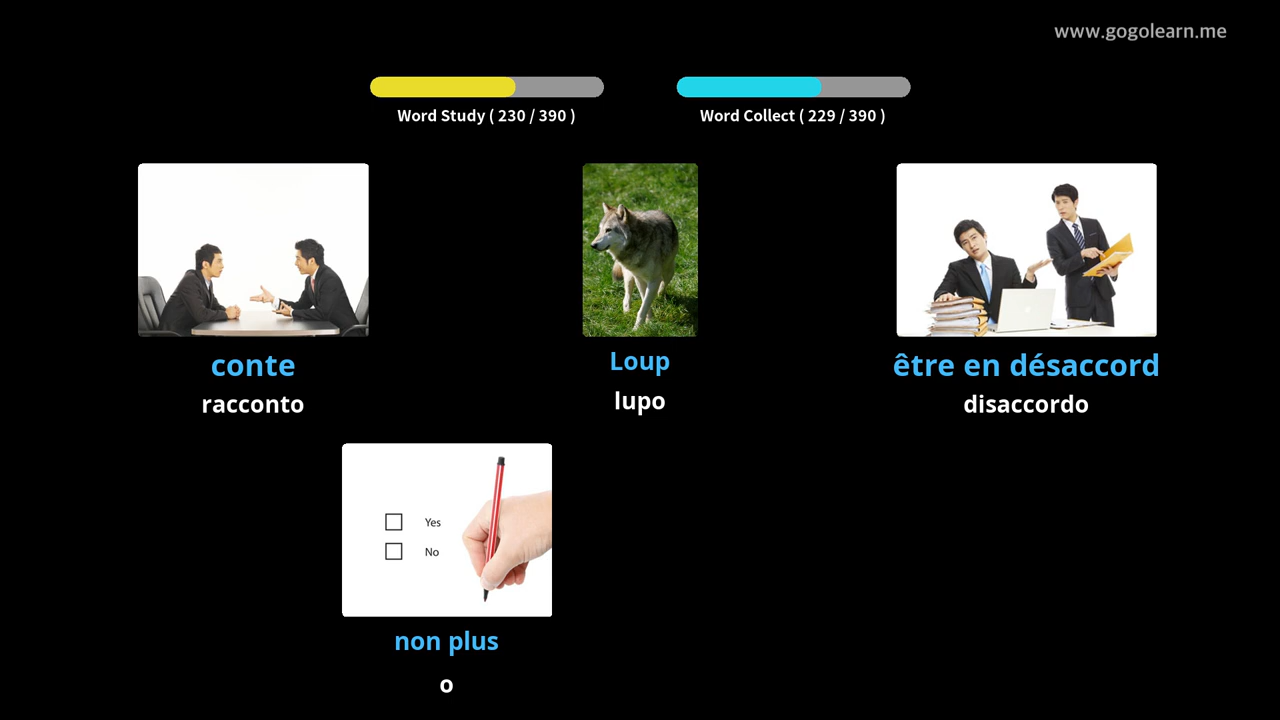 www.gogolearn.me
Word Study ( 230 / 390 )
Word Collect ( 229 / 390 )
conte
racconto
Loup
lupo
être en désaccord
disaccordo
Yes
No
non plus
o